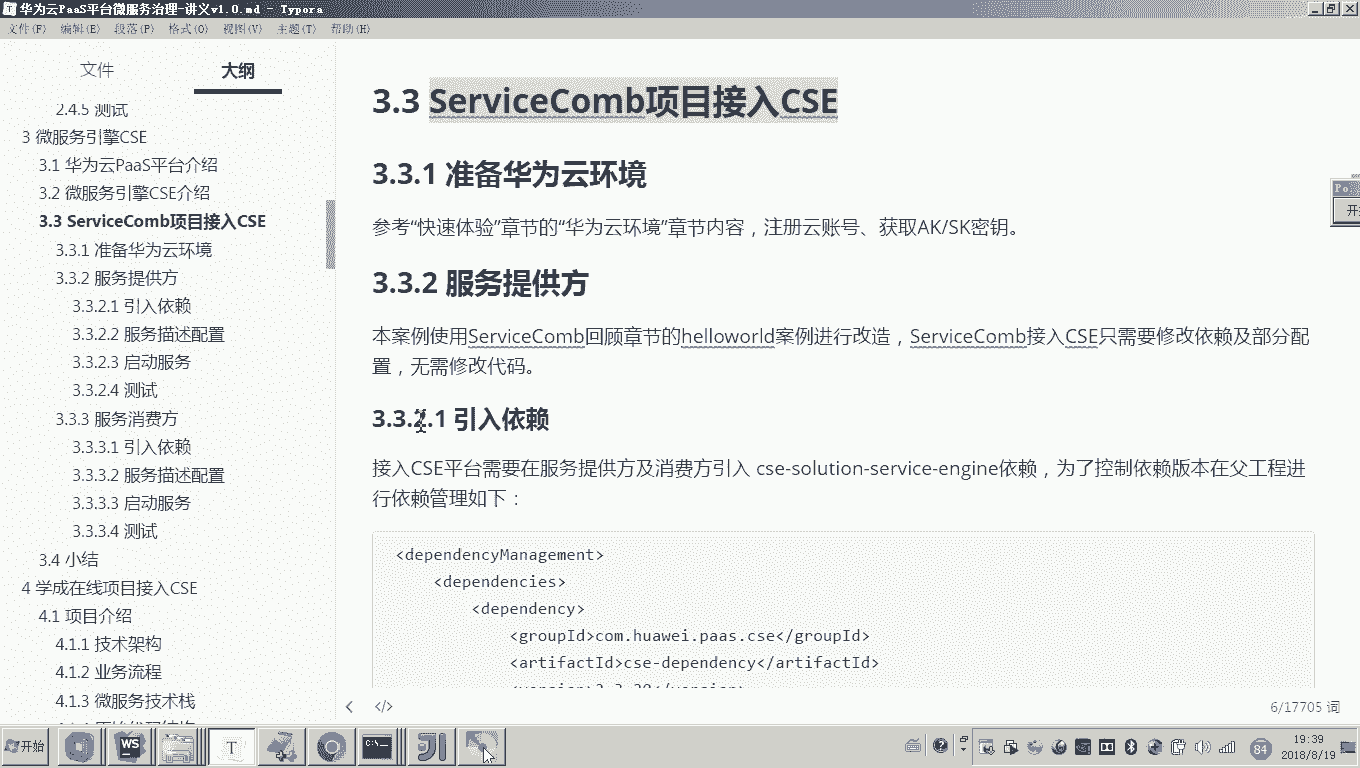 华为云PaaS平台微服务治理-讲义v1.0.md - Typora
文件(F) 编辑(E) 段落(P) 格式(O) 视图(V) 主题(T) 帮助(H)
文件 大纲
2.4.5 测试
3 微服务引擎CSE
3.1 华为云PaaS平台介绍
3.2 微服务引擎CSE介绍
3.3 ServiceComb项目接入CSE
3.3.1 准备华为云环境
3.3.2 服务提供方
3.3.2.1 引入依赖
3.3.2.2 服务描述配置
3.3.2.3 启动服务
3.3.2.4 测试
3.3.3 服务消费方
3.3.3.1 引入依赖
3.3.3.2 服务描述配置
3.3.3.3 启动服务
3.3.3.4 测试
3.4 小结
4 学成在线项目接入CSE
4.1 项目介绍
4.1.1 技术架构
4.1.2 业务流程
4.1.3 微服务技术栈
3.3 ServiceComb项目接入CSE
3.3.1 准备华为云环境
参考“快速体验”章节的“华为云环境”章节内容，注册云账号、获取AK/SK密钥。
3.3.2 服务提供方
本案例使用ServiceComb回顾章节的helloworld案例进行改造，ServiceComb接入CSE只需要修改依赖及部分配
置，无需修改代码。
3.3.2.1 引入依赖
接入CSE平台需要在服务提供方及消费方引入 cse-solution-service-engine依赖，为了控制依赖版本在父工程进
行依赖管理如下：
<dependencyManagement>
<dependencies>
<dependency>
<groupId>com.huawei.paas.cse</groupId>
<artifactId>cse-dependency</artifactId>
6/17705 词
Po
开
开始
WS
T
84
19:39
2018/8/19